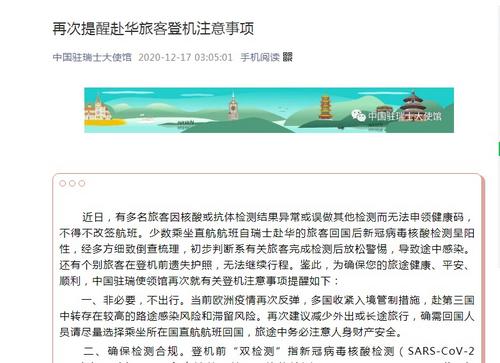 再次提醒赴华旅客登机注意事项
中国驻瑞士大使馆 2020-12-17 03:05:01 手机阅读
中国驻瑞士大使馆
近日，有多名旅客因核酸或抗体检测结果异常或误做其他检测而无法申领健康码，
不得不改签航班。少数乘坐直航航班自瑞士赴华的旅客回国后新冠病毒核酸检测呈阳
性，经多方细致倒查梳理，初步判断系有关旅客完成检测后放松警惕，导致途中感染。
还有个别旅客在登机前遗失护照，无法继续行程。鉴此，为确保您的旅途健康、平安、
顺利，中国驻瑞使领馆再次就有关登机注意事项提醒如下：
一、非必要，不出行。当前欧洲疫情再次反弹，多国收紧入境管制措施，赴第三国
中转存在较高的路途感染风险和滞留风险。再次建议减少外出或长途旅行，确需回国人
员请尽量选择乘坐所在国直航航班回国，旅途中务必注意人身财产安全。
二、确保检测合规。登机前“双检测”指新冠病毒核酸检测（SARS-CoV-2